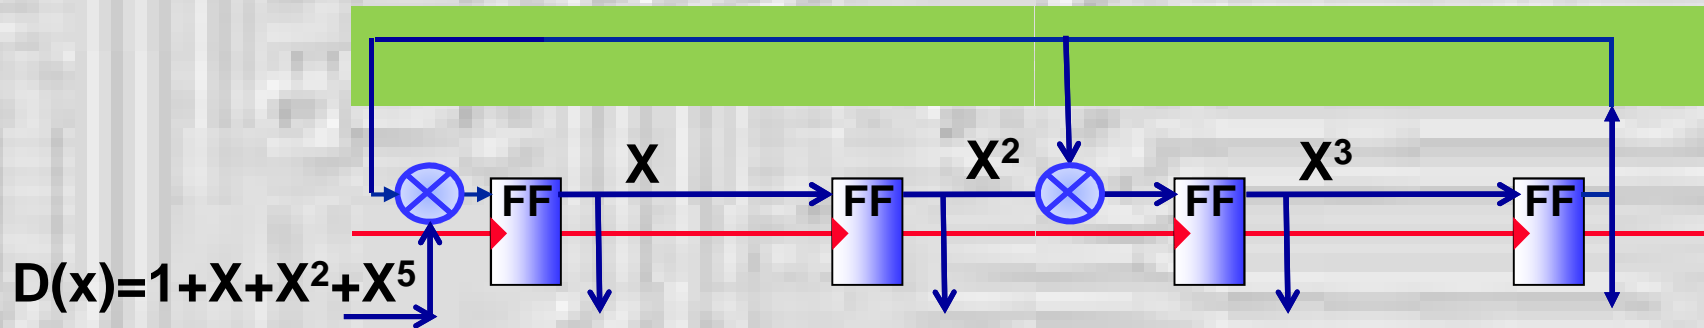 X X² X³
FF FF FF FF
D(x)=1+X+X²+X⁵